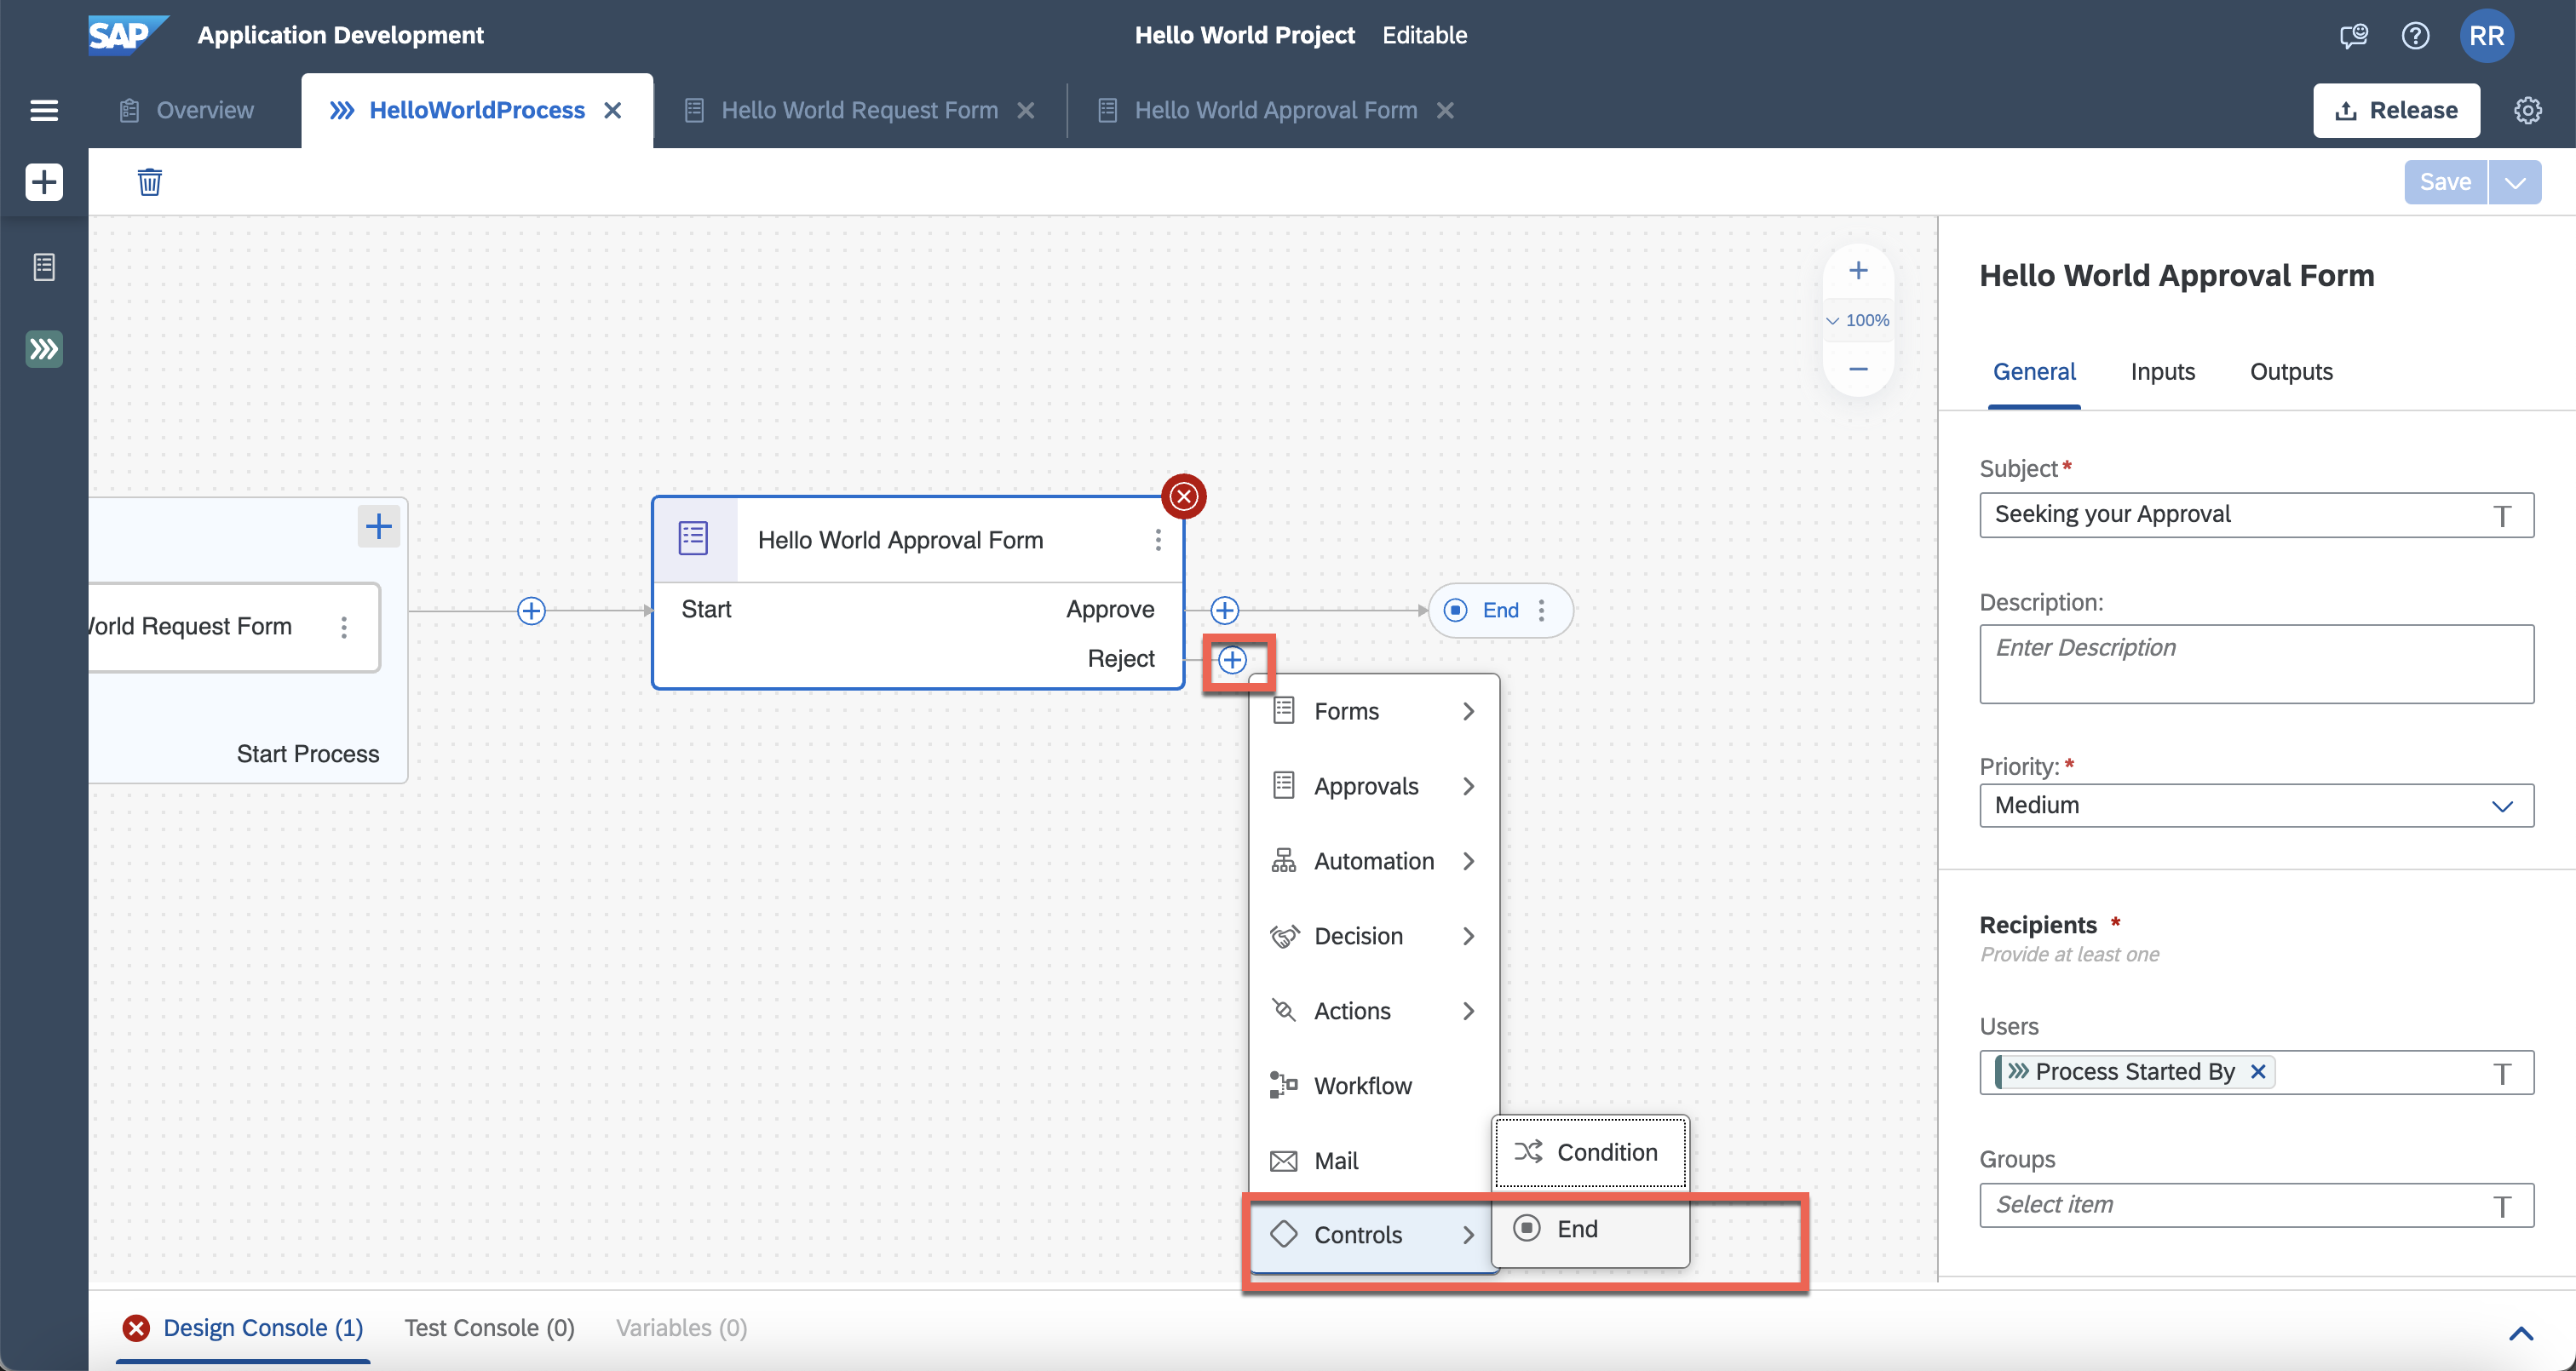 SAP Application Development Hello World Project Editable RR
Overview HelloWorldProcess Hello World Request Form Hello World Approval Form Release
Save
100%
Hello World Approval Form
General Inputs Outputs
Subject*
Seeking your Approval T
Description:
Enter Description
Priority:*
Medium
Recipients *
Provide at least one
Users
Process Started By T
Groups
Select item T
World Request Form
Start Process
Hello World Approval Form
Start Approve
Reject
End
Forms
Approvals
Automation
Decision
Actions
Workflow
Mail
Controls
Condition
End
Design Console (1) Test Console (0) Variables (0)